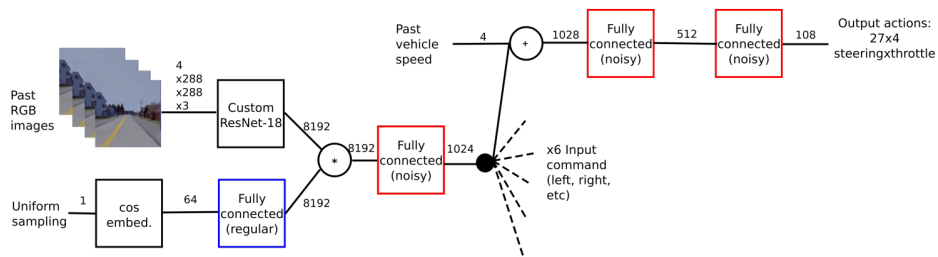 Past
RGB
images
4
x288
x288
x3
Custom
ResNet-18
8192
Uniform
sampling
1
cos
embed.
64
Fully
connected
(regular)
8192
*
8192
Fully
connected
(noisy)
1024
x6 Input
command
(left, right,
etc)
Past
vehicle
speed
4
+
1028
Fully
connected
(noisy)
512
Fully
connected
(noisy)
108
Output actions:
27x4
steeringxthrottle